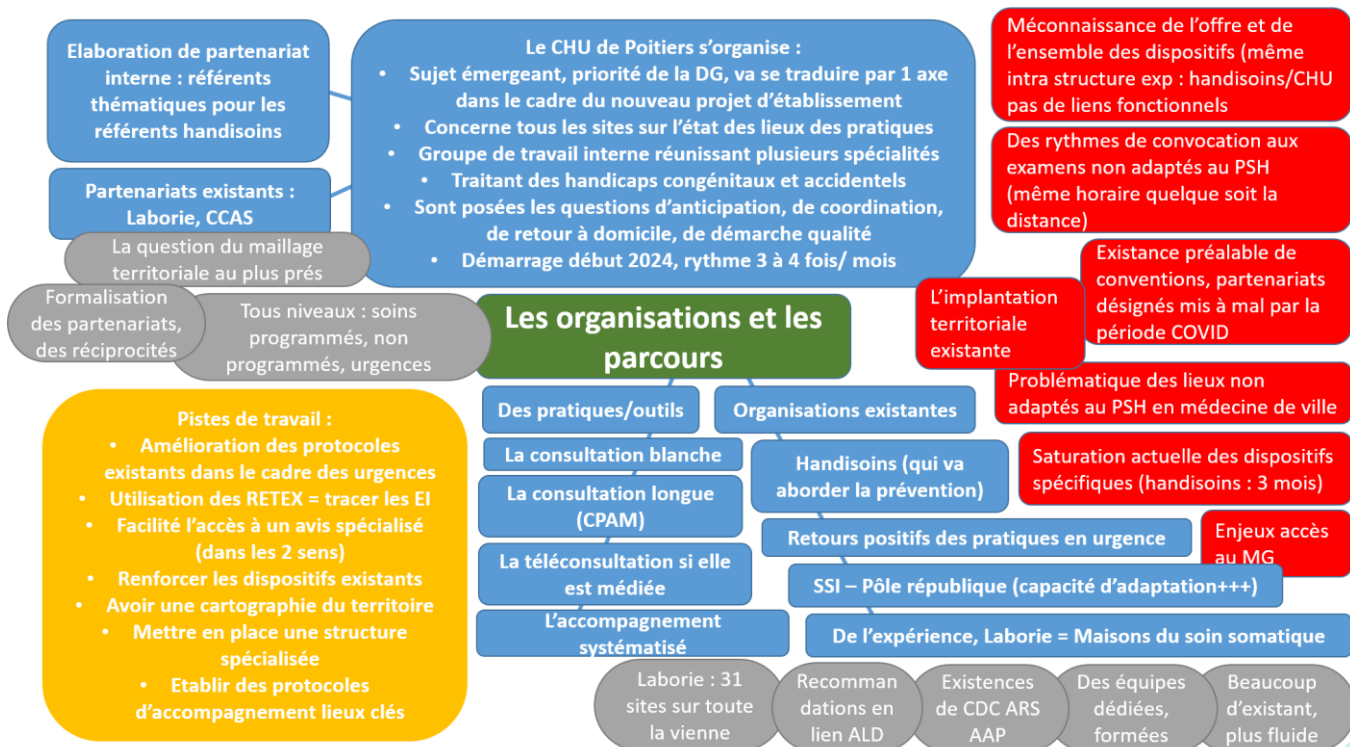 Elaboration de partenariat
interne : référents
thématiques pour les
référents handisoins
Partenariats existants :
Laborie, CCAS
Le CHU de Poitiers s’organise :
• Sujet émergeant, priorité de la DG, va se traduire par 1 axe
dans le cadre du nouveau projet d’établissement
• Concerne tous les sites sur l’état des lieux des pratiques
• Groupe de travail interne réunissant plusieurs spécialités
• Traitant des handicaps congénitaux et accidentels
• Sont posées les questions d’anticipation, de coordination,
de retour à domicile, de démarche qualité
• Démarrage début 2024, rythme 3 à 4 fois/ mois
Méconnaissance de l’offre et de
l’ensemble des dispositifs (même
intra structure exp : handisoins/CHU
pas de liens fonctionnels
Des rythmes de convocation aux
examens non adaptés au PSH
(même horaire quelque soit la
distance)
Existance préalable de
conventions, partenariats
désignés mis à mal par la
période COVID
L’implantation
territoriale
existante
Problématique des lieux non
adaptés au PSH en médecine de ville
Saturation actuelle des dispositifs
spécifiques (handisoins : 3 mois)
Enjeux accès
au MG
La question du maillage
territoriale au plus prés
Formalisation
des partenariats,
des réciprocités
Tous niveaux : soins
programmés, non
programmés, urgences
Les organisations et les
parcours
Pistes de travail :
• Amélioration des protocoles
existants dans le cadre des urgences
• Utilisation des RETEX = tracer les EI
• Facilité l’accès à un avis spécialisé
(dans les 2 sens)
• Renforcer les dispositifs existants
• Avoir une cartographie du territoire
• Mettre en place une structure
spécialisée
• Etablir des protocoles
d’accompagnement lieux clés
Des pratiques/outils
La consultation blanche
La consultation longue
(CPAM)
La téléconsultation si elle
est médiée
L’accompagnement
systématisé
Organisations existantes
Handisoins (qui va
aborder la prévention)
Retours positifs des pratiques en urgence
SSI – Pôle république (capacité d’adaptation+++)
De l’expérience, Laborie = Maisons du soin somatique
Laborie : 31
sites sur toute
la vienne
Recomman
dations en
lien ALD
Existences
de CDC ARS
AAP
Des équipes
dédiées,
formées
Beaucoup
d’existant,
plus fluide